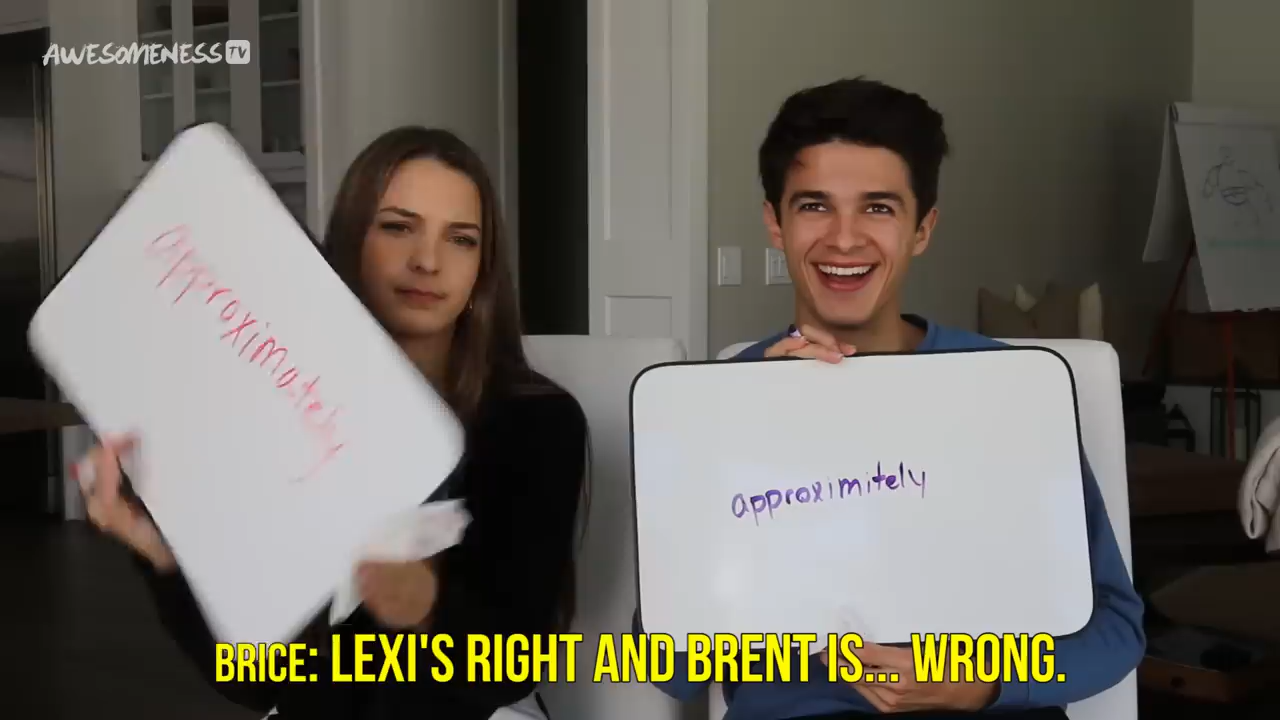 AWESOMENESS TV
approximately
approximitely
BRICE: LEXI'S RIGHT AND BRENT IS... WRONG.